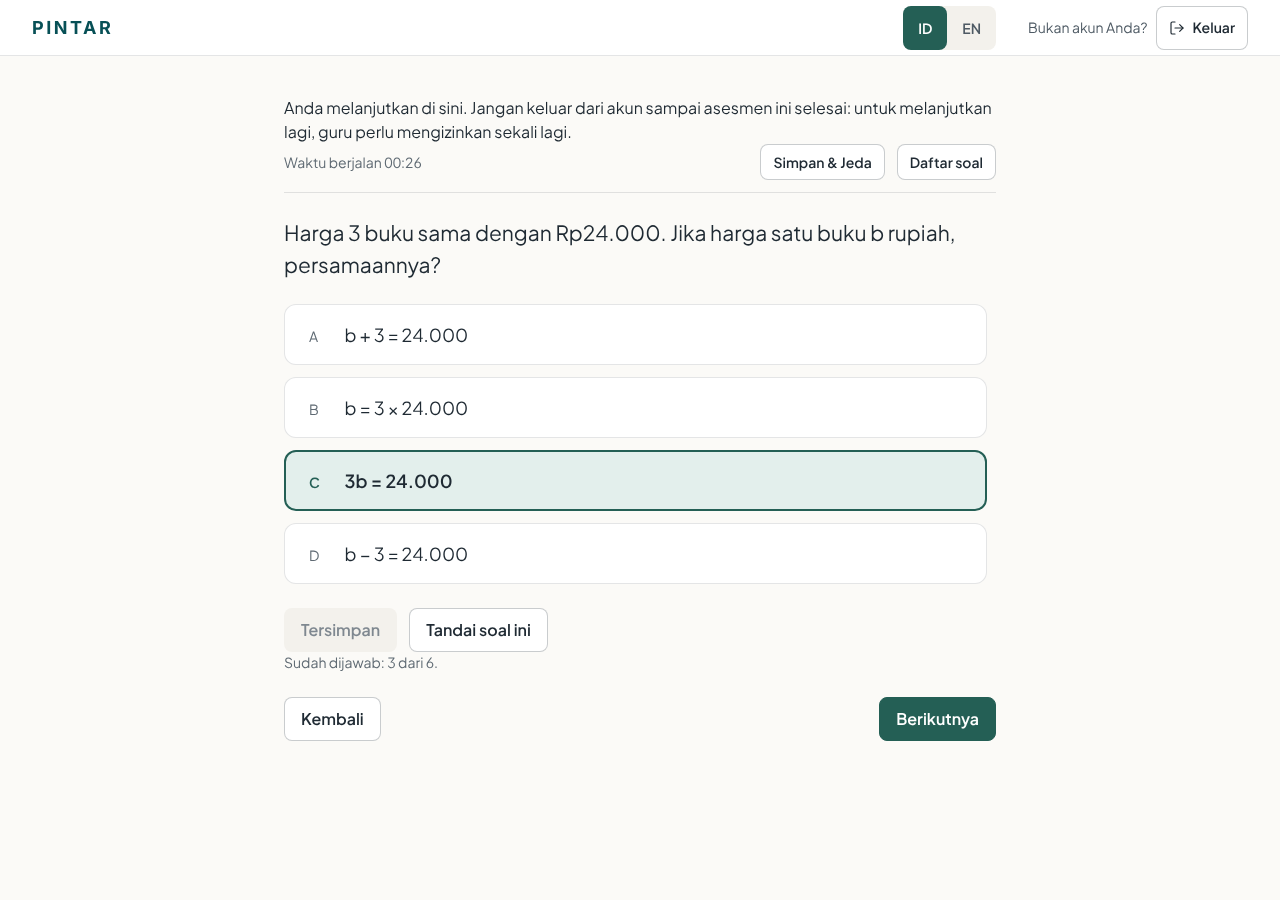 PINTAR
ID
EN
Bukan akun Anda?
Keluar
Anda melanjutkan di sini. Jangan keluar dari akun sampai asesmen ini selesai: untuk melanjutkan
lagi, guru perlu mengizinkan sekali lagi.
Waktu berjalan 00:26
Simpan & Jeda
Daftar soal
Harga 3 buku sama dengan Rp24.000. Jika harga satu buku b rupiah,
persamaannya?
A b + 3 = 24.000
B b = 3 × 24.000
C 3b = 24.000
D b − 3 = 24.000
Tersimpan
Tandai soal ini
Sudah dijawab: 3 dari 6.
Kembali
Berikutnya